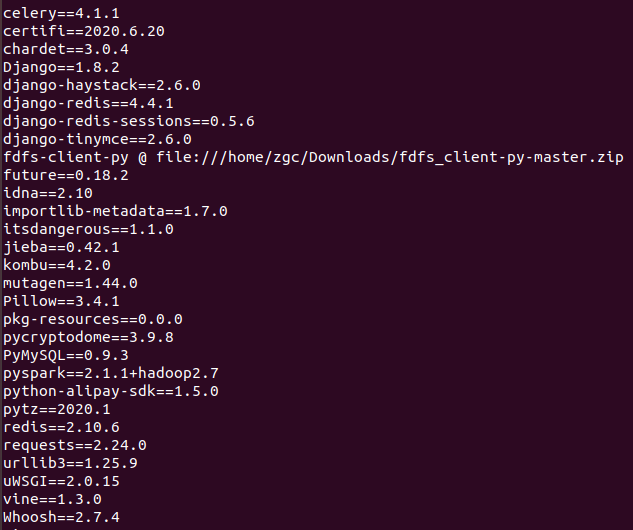 celery==4.1.1
certifi==2020.6.20
chardet==3.0.4
Django==1.8.2
django-haystack==2.6.0
django-redis==4.4.1
django-redis-sessions==0.5.6
django-tinymce==2.6.0
fdfs-client-py @ file:///home/zgc/Downloads/fdfs_client-py-master.zip
future==0.18.2
idna==2.10
importlib-metadata==1.7.0
itsdangerous==1.1.0
jieba==0.42.1
kombu==4.2.0
mutagen==1.44.0
Pillow==3.4.1
pkg-resources==0.0.0
pycryptodome==3.9.8
PyMySQL==0.9.3
pyspark==2.1.1+hadoop2.7
python-alipay-sdk==1.5.0
pytz==2020.1
redis==2.10.6
requests==2.24.0
urllib3==1.25.9
uWSGI==2.0.15
vine==1.3.0
Whoosh==2.7.4